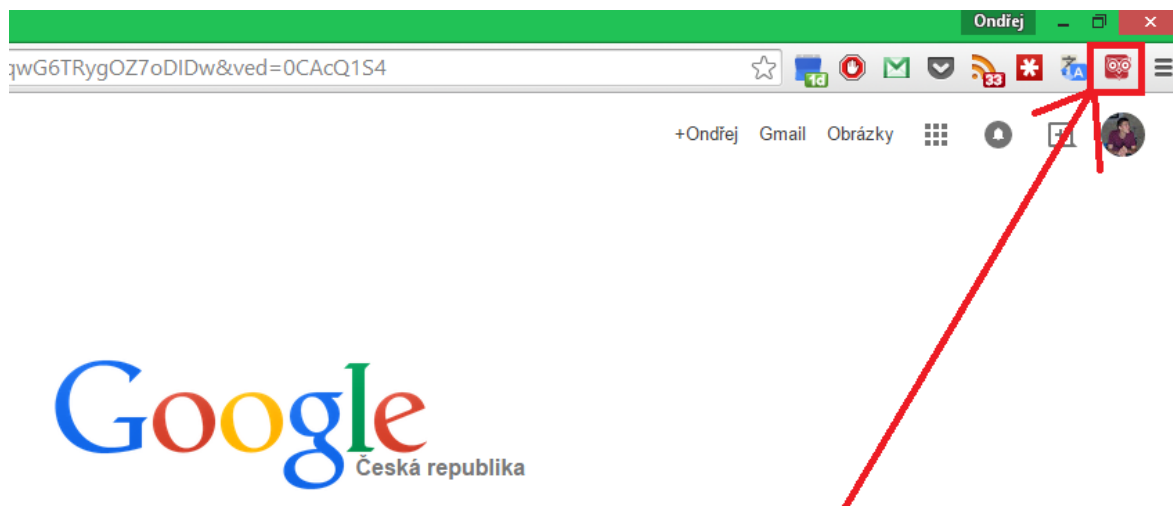 Ondřej
qwG6TRygOZ7oDIDw&ved=0CAcQ1S4
1d
33
+Ondřej Gmail Obrázky
Google
Česká republika